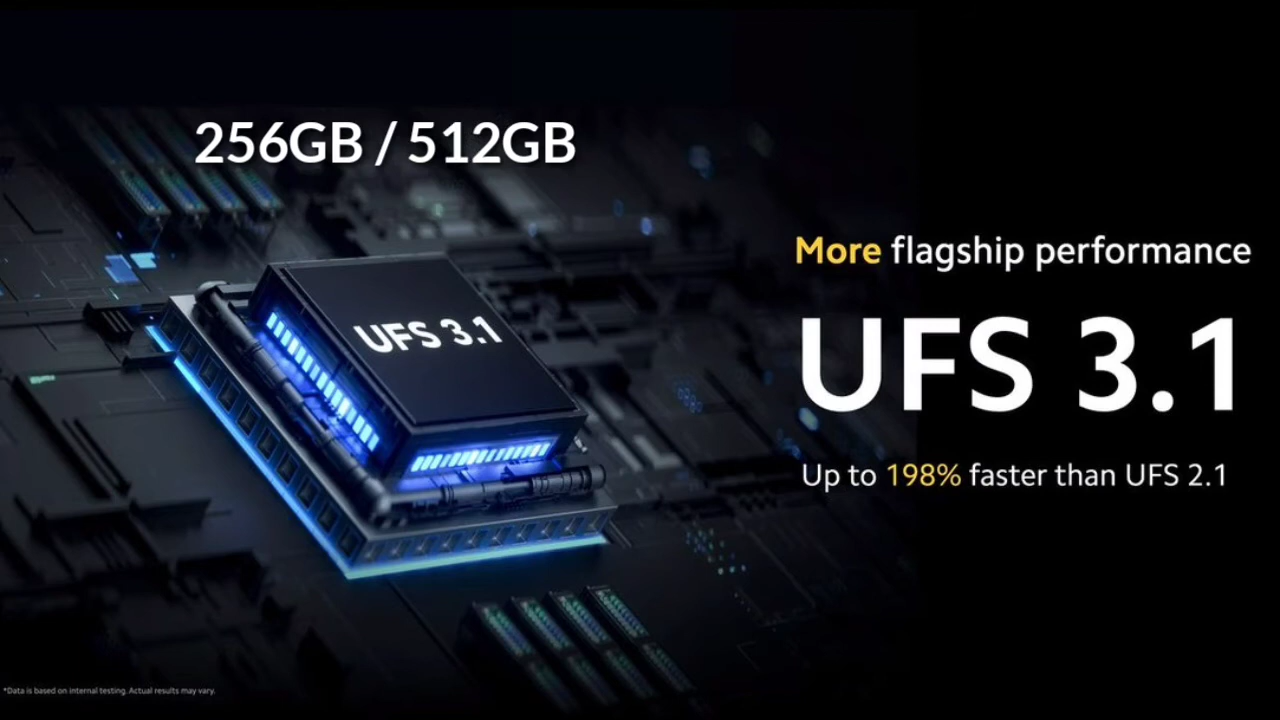 256GB / 512GB
UFS 3.1
More flagship performance
UFS 3.1
Up to 198% faster than UFS 2.1
*Data is based on internal testing. Actual results may vary.